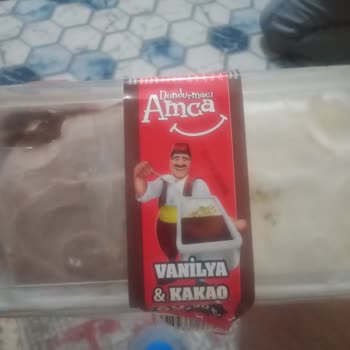 Dondurmacı
Amca
VANİLYA
& KAKAO